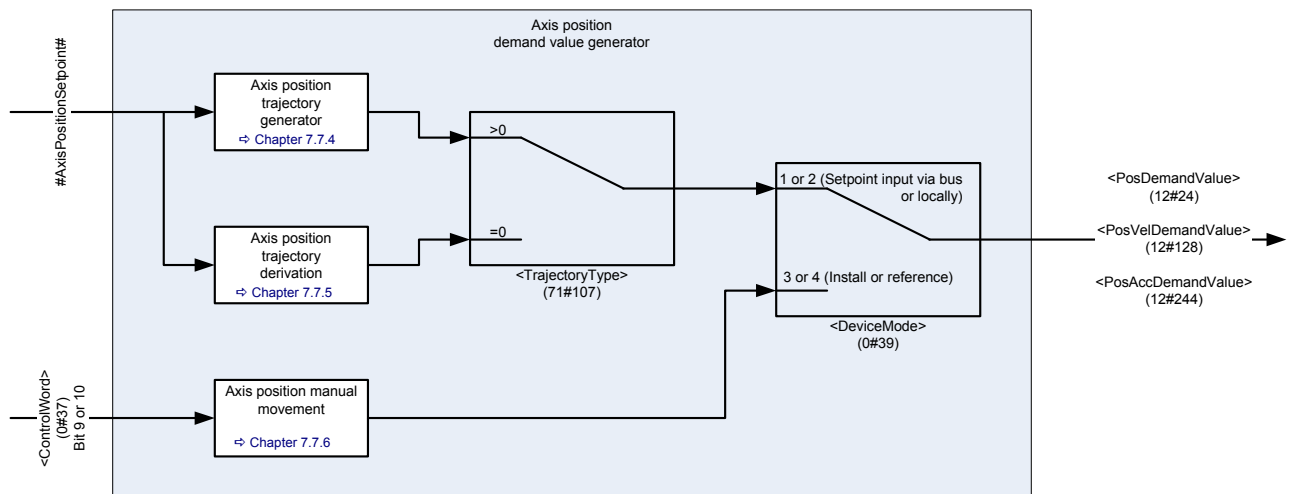 Axis position
demand value generator
#AxisPositionSetpoint#
Axis position
trajectory
generator
⇨ Chapter 7.7.4
>0
=0
<TrajectoryType>
(71#107)
Axis position
trajectory
derivation
⇨ Chapter 7.7.5
1 or 2 (Setpoint input via bus
or locally)
3 or 4 (Install or reference)
<DeviceMode>
(0#39)
<PosDemandValue>
(12#24)
<PosVelDemandValue>
(12#128)
<PosAccDemandValue>
(12#244)
<ControlWord>
(0#37)
Bit 9 or 10
Axis position manual
movement
⇨ Chapter 7.7.6